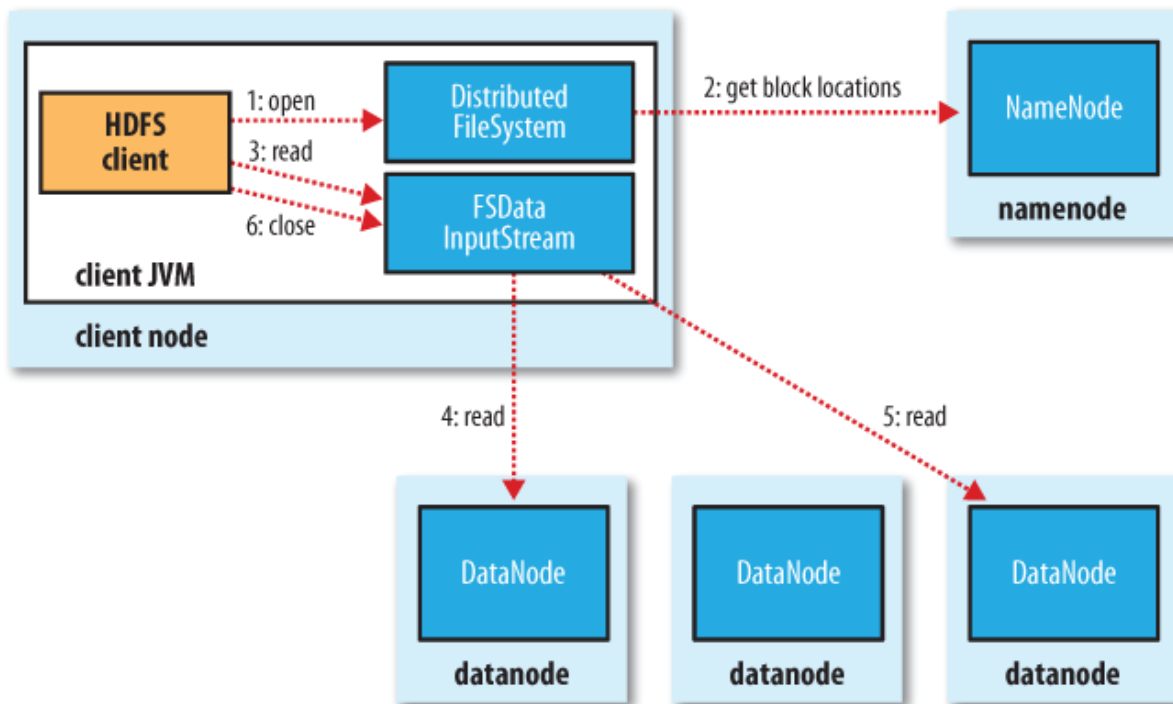 HDFS
client
1: open
3: read
6: close
Distributed
FileSystem
FSData
InputStream
client JVM
client node
2: get block locations
NameNode
namenode
4: read
5: read
DataNode
datanode
DataNode
datanode
DataNode
datanode